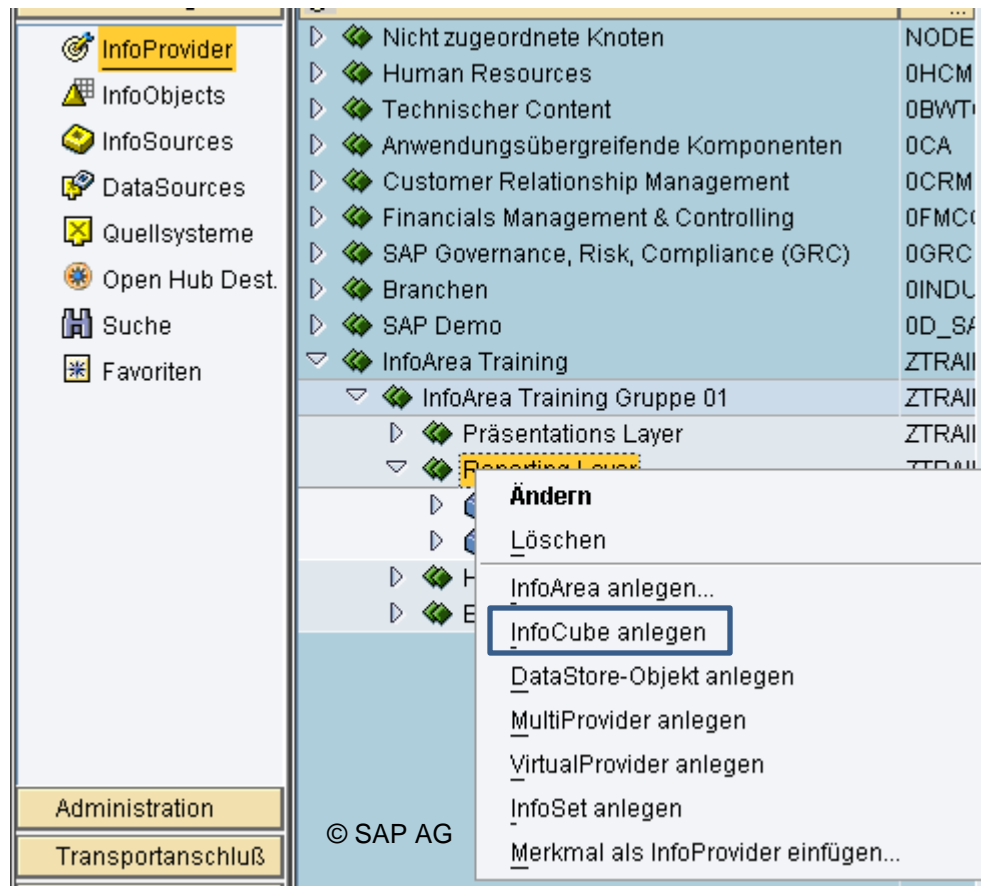 InfoProvider
InfoObjects
InfoSources
DataSources
Quellsysteme
Open Hub Dest.
Suche
Favoriten
Administration
Transportanschluß
...
Nicht zugeordnete Knoten NODE
Human Resources 0HCM
Technischer Content 0BWT
Anwendungsübergreifende Komponenten 0CA
Customer Relationship Management 0CRM
Financials Management & Controlling 0FMC
SAP Governance, Risk, Compliance (GRC) 0GRC
Branchen 0INDU
SAP Demo 0D_SA
InfoArea Training ZTRAI
InfoArea Training Gruppe 01 ZTRAI
Präsentations Layer ZTRAI
Reporting Layer ZTRAI
H
E
Ändern
Löschen
InfoArea anlegen...
InfoCube anlegen
DataStore-Objekt anlegen
MultiProvider anlegen
VirtualProvider anlegen
InfoSet anlegen
Merkmal als InfoProvider einfügen...
© SAP AG